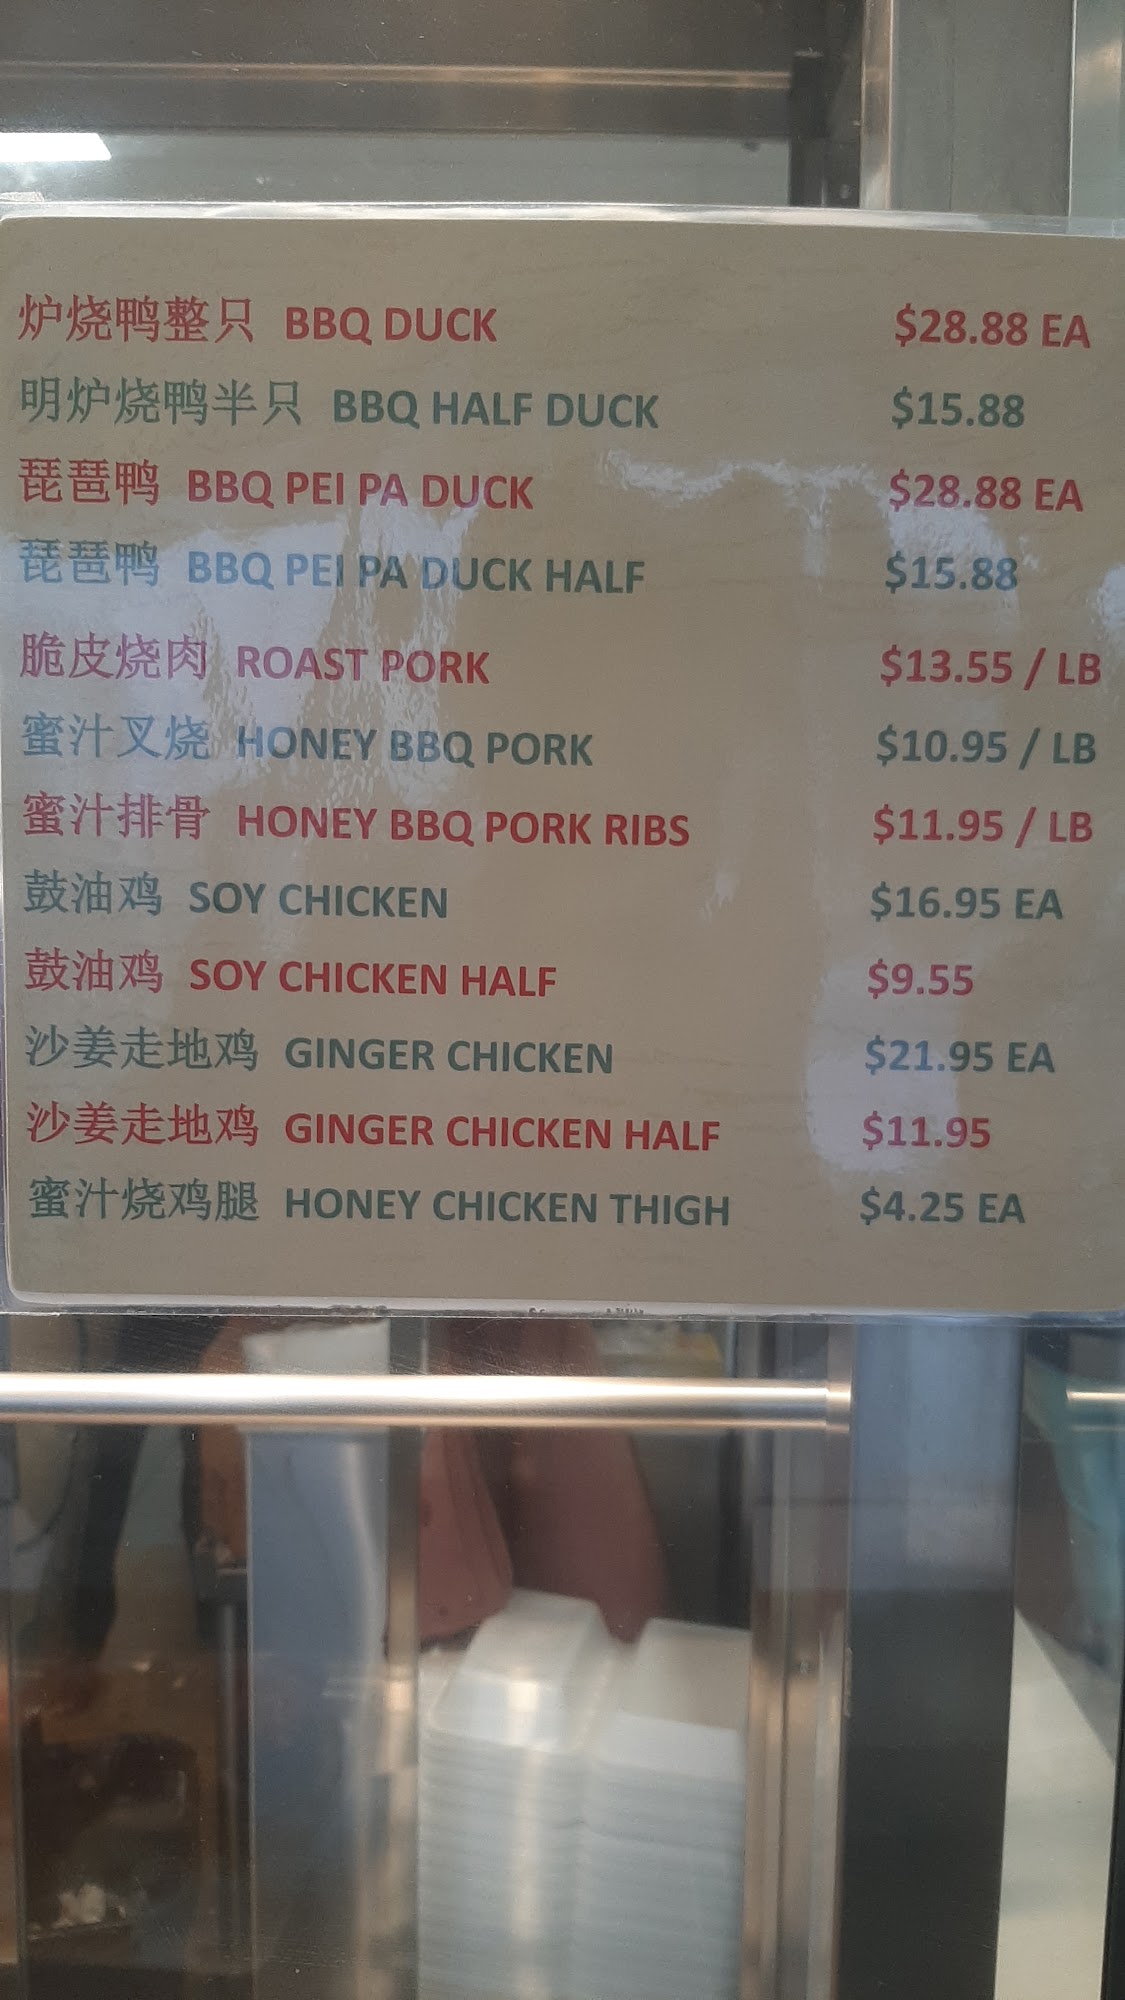 炉烧鸭整只 BBQ DUCK $28.88 EA
明炉烧鸭半只 BBQ HALF DUCK $15.88
琵琶鸭 BBQ PEI PA DUCK $28.88 EA
琵琶鸭 BBQ PEI PA DUCK HALF $15.88
脆皮烧肉 ROAST PORK $13.55 / LB
蜜汁叉烧 HONEY BBQ PORK $10.95 / LB
蜜汁排骨 HONEY BBQ PORK RIBS $11.95 / LB
鼓油鸡 SOY CHICKEN $16.95 EA
鼓油鸡 SOY CHICKEN HALF $9.55
沙姜走地鸡 GINGER CHICKEN $21.95 EA
沙姜走地鸡 GINGER CHICKEN HALF $11.95
蜜汁烧鸡腿 HONEY CHICKEN THIGH $4.25 EA